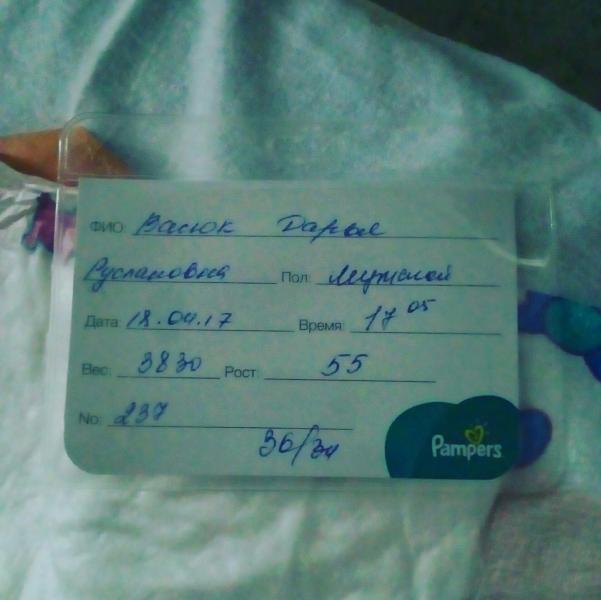 ФИО: Васюк Дарья
Руслановна Пол: Мужской
Дата: 18.04.17 Время: 17 05
Вес: 3830 Рост: 55
No: 237
36/34
Pampers